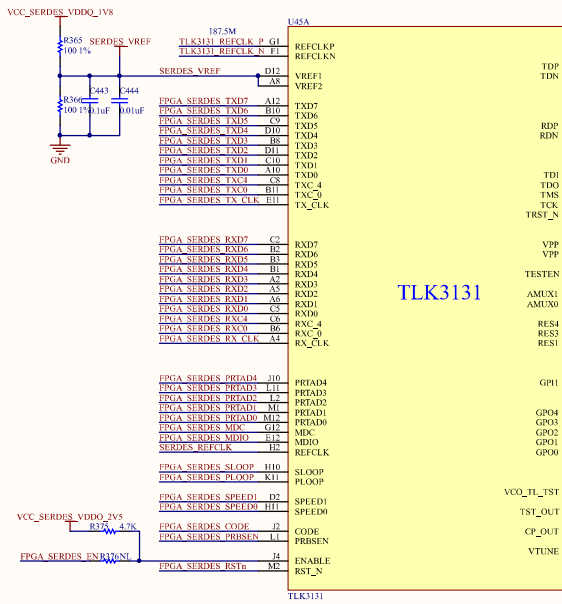 VCC_SERDES_VDDQ_1V8
U45A
187.5M
R365
100 1%
SERDES_VREF
TLK3131_REFCLK_P G1 REFCLKP
TLK3131_REFCLK_N F1 REFCLKN
TDP
SERDES_VREF D12 VREF1
TDN
A8 VREF2
R366
100 1%
C443
0.1uF
C444
0.01uF
GND
FPGA_SERDES_TXD7 A12 TXD7
FPGA_SERDES_TXD6 B10 TXD6
FPGA_SERDES_TXD5 C9 TXD5 RDP
FPGA_SERDES_TXD4 D10 TXD4 RDN
FPGA_SERDES_TXD3 B8 TXD3
FPGA_SERDES_TXD2 D11 TXD2
FPGA_SERDES_TXD1 C10 TXD1
FPGA_SERDES_TXD0 A10 TXD0 TDI
FPGA_SERDES_TXC4 C8 TXC_4 TDO
FPGA_SERDES_TXC0 B11 TXC_0 TMS
FPGA_SERDES_TX_CLK E11 TX_CLK TCK
TRST_N
FPGA_SERDES_RXD7 C2 RXD7 VPP
FPGA_SERDES_RXD6 B2 RXD6 VPP
FPGA_SERDES_RXD5 B3 RXD5
FPGA_SERDES_RXD4 B1 RXD4 TESTEN
FPGA_SERDES_RXD3 A2 RXD3
FPGA_SERDES_RXD2 A5 RXD2 AMUX1
FPGA_SERDES_RXD1 A6 RXD1 AMUX0
FPGA_SERDES_RXD0 C5 RXD0
FPGA_SERDES_RXC4 C6 RXC_4 RES4
FPGA_SERDES_RXC0 B6 RXC_0 RES3
FPGA_SERDES_RX_CLK A4 RX_CLK RES1
TLK3131
FPGA_SERDES_PRTAD4 J10 PRTAD4 GPI1
FPGA_SERDES_PRTAD3 L11 PRTAD3
FPGA_SERDES_PRTAD2 L2 PRTAD2
FPGA_SERDES_PRTAD1 M1 PRTAD1 GPO4
FPGA_SERDES_PRTAD0 M12 PRTAD0 GPO3
FPGA_SERDES_MDC G12 MDC GPO2
FPGA_SERDES_MDIO E12 MDIO GPO1
SERDES_REFCLK H2 REFCLK GPO0
FPGA_SERDES_SLOOP H10 SLOOP
FPGA_SERDES_PLOOP K11 PLOOP
VCO_TL_TST
FPGA_SERDES_SPEED1 D2 SPEED1
FPGA_SERDES_SPEED0 H11 SPEED0 TST_OUT
VCC_SERDES_VDDO_2V5
R375 4.7K
FPGA_SERDES_CODE J2 CODE CP_OUT
FPGA_SERDES_PRBSEN L1 PRBSEN
VTUNE
FPGA_SERDES_EN R376 NL J4 ENABLE
FPGA_SERDES_RSTn M2 RST_N
TLK3131